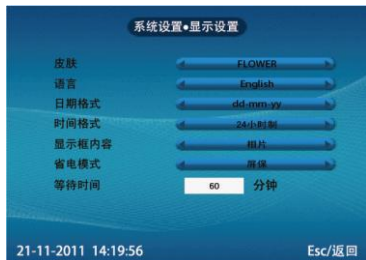 系统设置•显示设置
皮肤 FLOWER
语言 English
日期格式 dd-mm-yy
时间格式 24小时制
显示框内容 相片
省电模式 屏保
等待时间 60 分钟
21-11-2011 14:19:56 Esc/返回